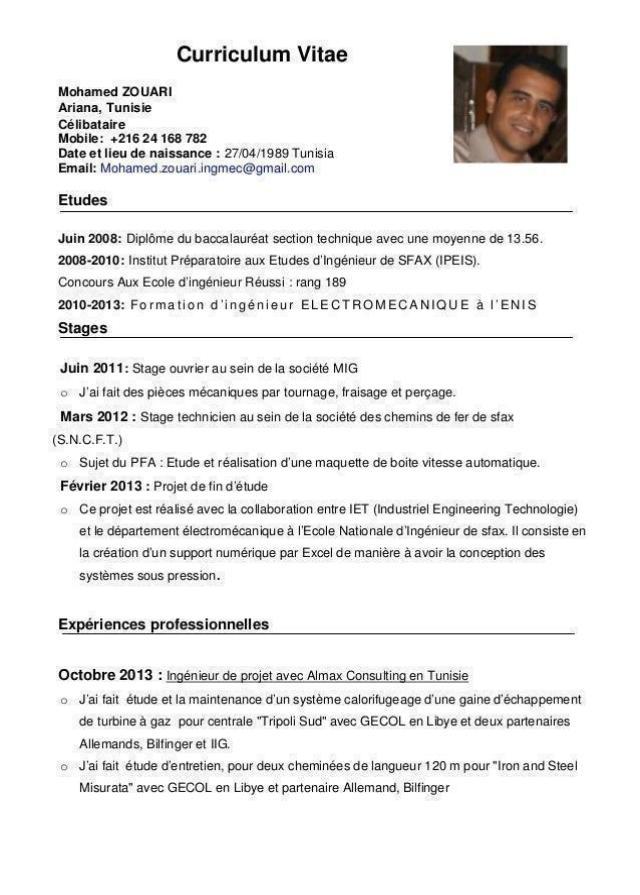 Curriculum Vitae
Mohamed ZOUARI
Ariana, Tunisie
Célibataire
Mobile: +216 24 168 782
Date et lieu de naissance : 27/04/1989 Tunisia
Email: Mohamed.zouari.ingmec@gmail.com
Etudes
Juin 2008: Diplôme du baccalauréat section technique avec une moyenne de 13.56.
2008-2010: Institut Préparatoire aux Etudes d'Ingénieur de SFAX (IPEIS).
Concours Aux Ecole d'ingénieur Réussi : rang 189
2010-2013: Formation d'ingénieur ELECTROMECANIQUE à l'ENIS
Stages
Juin 2011: Stage ouvrier au sein de la société MIG
o J'ai fait des pièces mécaniques par tournage, fraisage et perçage.
Mars 2012 : Stage technicien au sein de la société des chemins de fer de sfax
(S.N.C.F.T.)
o Sujet du PFA : Etude et réalisation d'une maquette de boite vitesse automatique.
Février 2013 : Projet de fin d'étude
o Ce projet est réalisé avec la collaboration entre IET (Industriel Engineering Technologie)
et le département électromécanique à l'Ecole Nationale d'Ingénieur de sfax. Il consiste en
la création d'un support numérique par Excel de manière à avoir la conception des
systèmes sous pression.
Expériences professionnelles
Octobre 2013 : Ingénieur de projet avec Almax Consulting en Tunisie
o J'ai fait étude et la maintenance d'un système calorifugeage d'une gaine d'échappement
de turbine à gaz pour centrale "Tripoli Sud" avec GECOL en Libye et deux partenaires
Allemands, Bilfinger et IIG.
o J'ai fait étude d'entretien, pour deux cheminées de langueur 120 m pour "Iron and Steel
Misurata" avec GECOL en Libye et partenaire Allemand, Bilfinger